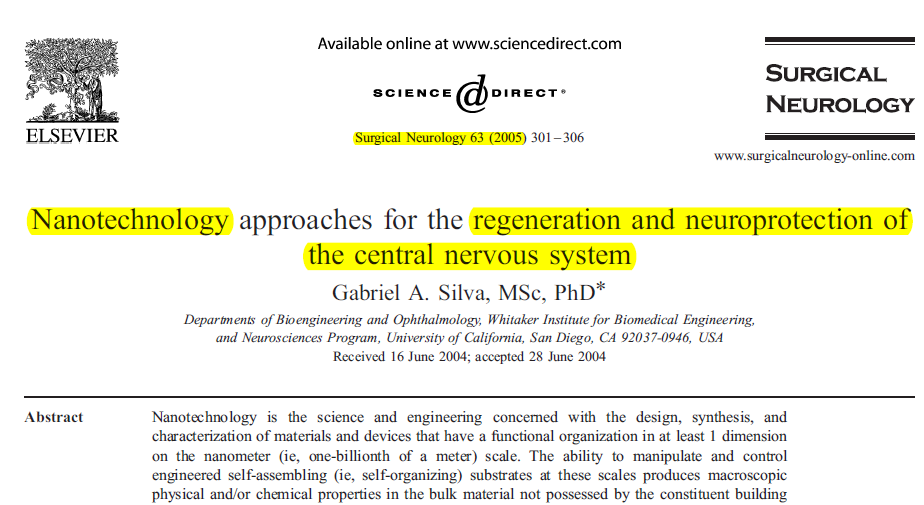 Available online at www.sciencedirect.com
SCIENCE DIRECT®
ELSEVIER
SURGICAL
NEUROLOGY
Surgical Neurology 63 (2005) 301–306
www.surgicalneurology-online.com
Nanotechnology approaches for the regeneration and neuroprotection of
the central nervous system
Gabriel A. Silva, MSc, PhD*
Departments of Bioengineering and Ophthalmology, Whitaker Institute for Biomedical Engineering,
and Neurosciences Program, University of California, San Diego, CA 92037-0946, USA
Received 16 June 2004; accepted 28 June 2004
Abstract
Nanotechnology is the science and engineering concerned with the design, synthesis, and
characterization of materials and devices that have a functional organization in at least 1 dimension
on the nanometer (ie, one-billionth of a meter) scale. The ability to manipulate and control
engineered self-assembling (ie, self-organizing) substrates at these scales produces macroscopic
physical and/or chemical properties in the bulk material not possessed by the constituent building